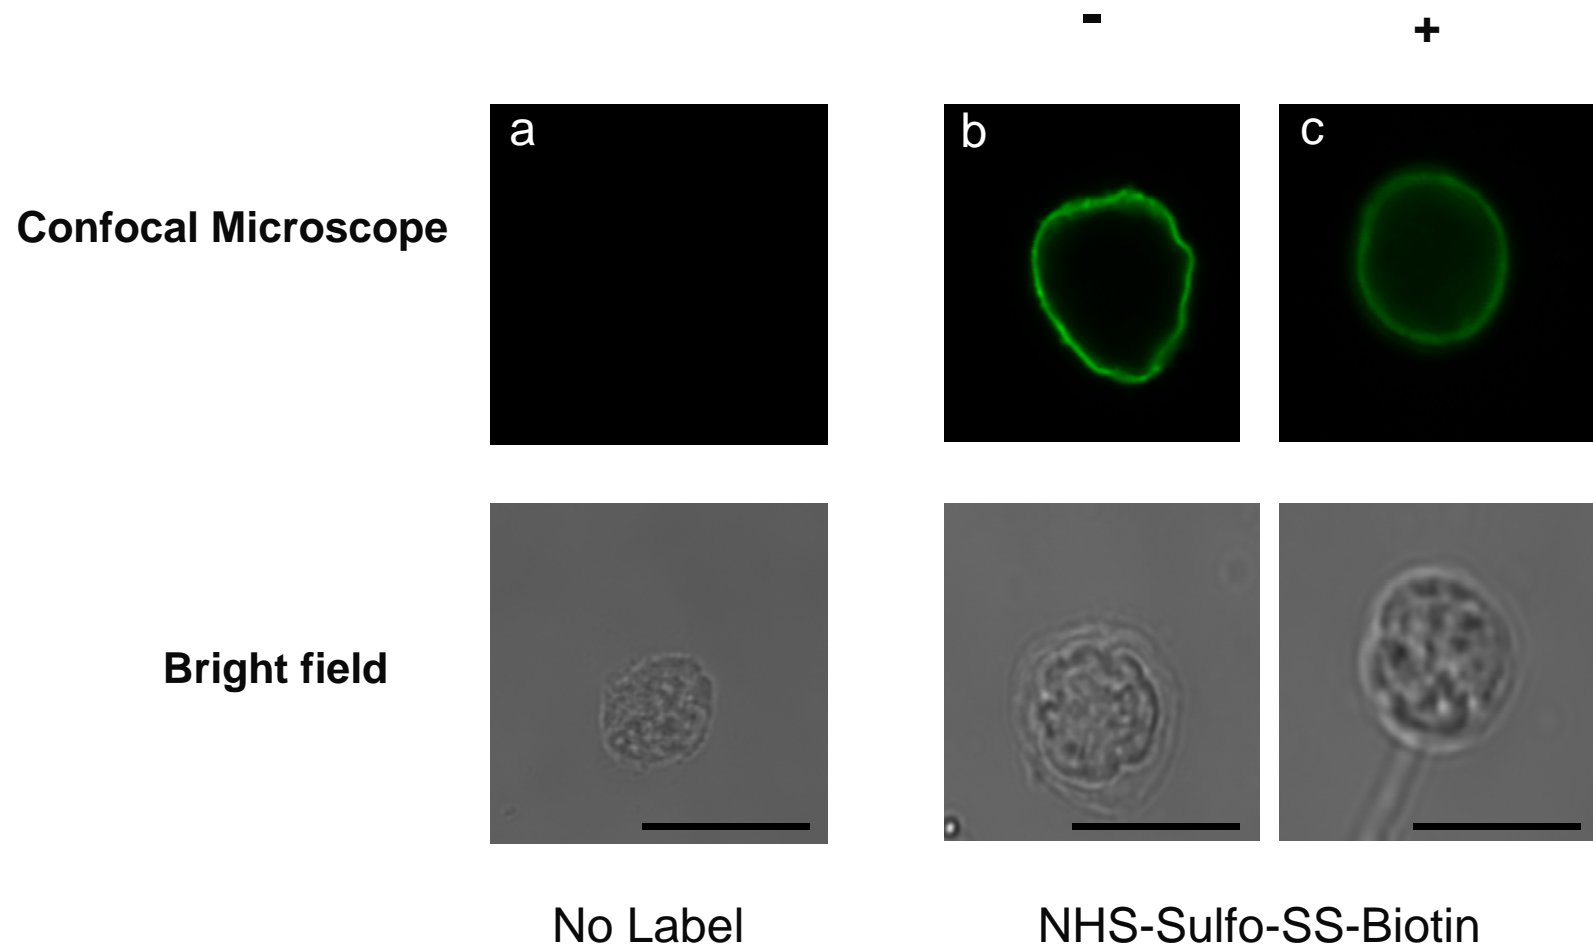 - +
a b c
Confocal Microscope
Bright field
No Label NHS-Sulfo-SS-Biotin